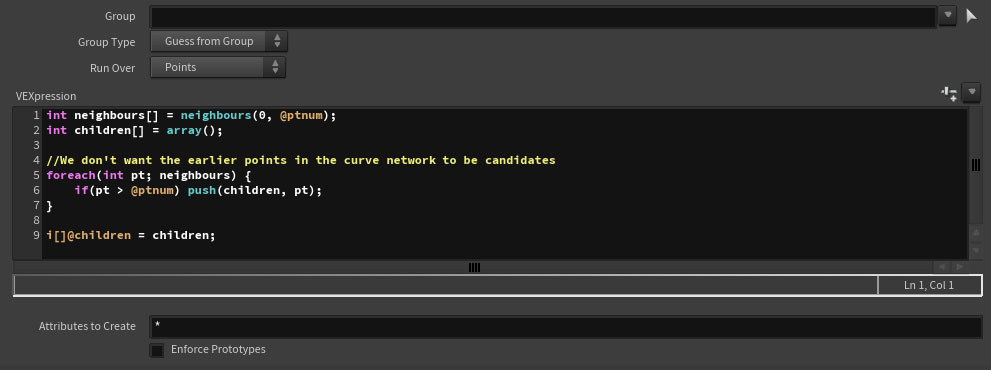 Group
Group Type Guess from Group
Run Over Points
VEXpression
1 int neighbours[] = neighbours(0, @ptnum);
2 int children[] = array();
3
4 //We don't want the earlier points in the curve network to be candidates
5 foreach(int pt; neighbours) {
6     if(pt > @ptnum) push(children, pt);
7 }
8
9 i[]@children = children;
Ln 1, Col 1
Attributes to Create *
Enforce Prototypes